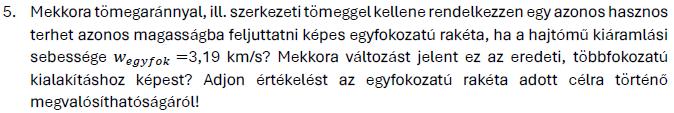 5. Mekkora tömegaránnyal, ill. szerkezeti tömeggel kellene rendelkezzen egy azonos hasznos
terhet azonos magasságba feljuttatni képes egyfokozatú rakéta, ha a hajtómű kiáramlási
sebessége w_egyfok =3,19 km/s? Mekkora változást jelent ez az eredeti, többfokozatú
kialakításhoz képest? Adjon értékelést az egyfokozatú rakéta adott célra történő
megvalósíthatóságáról!